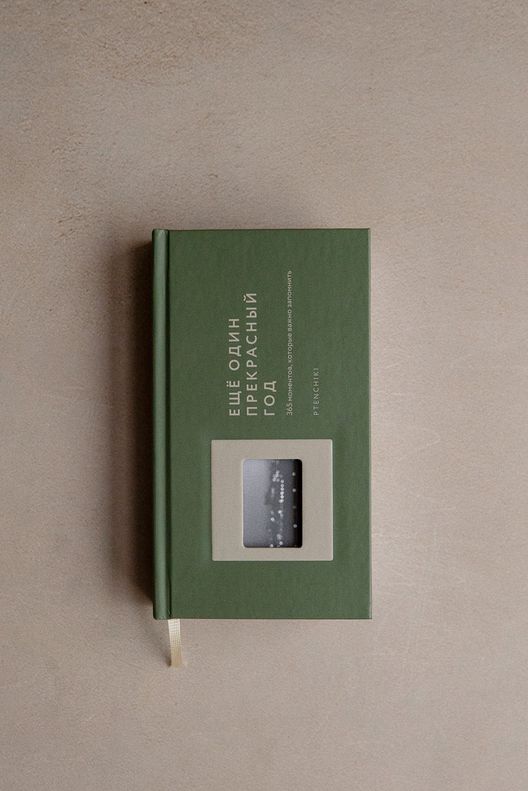 ЕЩЁ ОДИН
ПРЕКРАСНЫЙ
ГОД
365 моментов, которые важно запомнить
PTENCHIKI